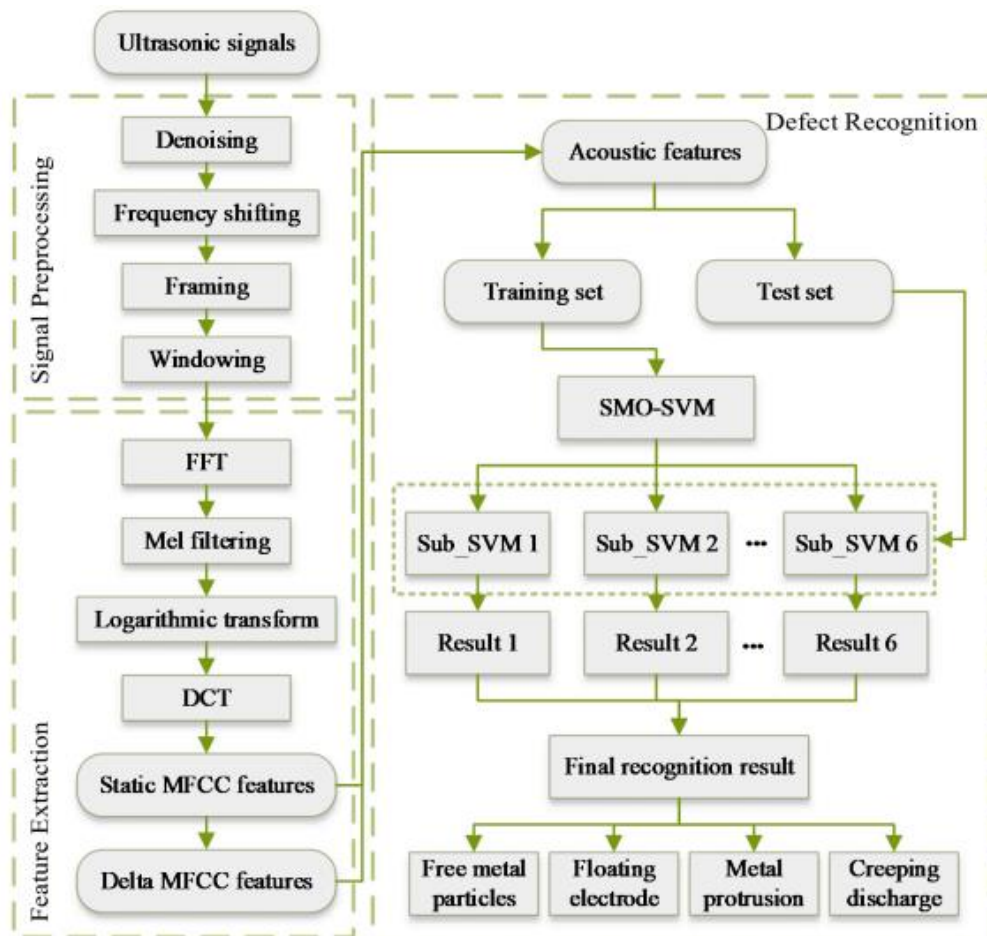 Ultrasonic signals
Signal Preprocessing
Denoising
Frequency shifting
Framing
Windowing
Feature Extraction
FFT
Mel filtering
Logarithmic transform
DCT
Static MFCC features
Delta MFCC features
Defect Recognition
Acoustic features
Training set
Test set
SMO-SVM
Sub_SVM 1
Sub_SVM 2
...
Sub_SVM 6
Result 1
Result 2
...
Result 6
Final recognition result
Free metal
particles
Floating
electrode
Metal
protrusion
Creeping
discharge